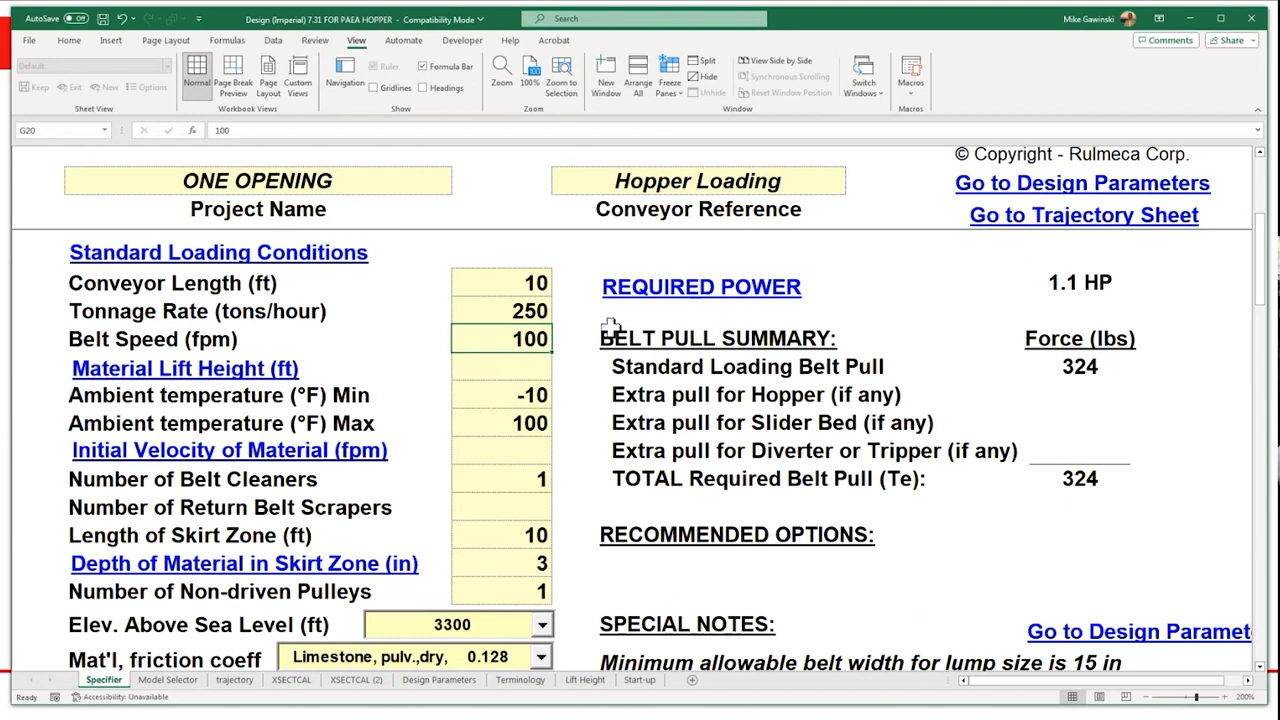 AutoSave Off Design (Imperial) 7.31 FOR PAEA HOPPER - Compatibility Mode Search Mike Gawinski
File Home Insert Page Layout Formulas Data Review View Automate Developer Help Acrobat Comments Share
Default
Keep Exit New Options
Sheet View
Normal Page Break Preview Page Layout Custom Views
Workbook Views
Navigation Ruler Formula Bar
Gridlines Headings
Show
Zoom 100% Zoom to Selection
Zoom
New Window Arrange All Freeze Panes Split
Hide
Unhide
View Side by Side
Synchronous Scrolling
Reset Window Position
Switch Windows
Window
Macros
Macros
G20 fx 100
© Copyright - Rulmeca Corp.
ONE OPENING Hopper Loading Go to Design Parameters
Project Name Conveyor Reference Go to Trajectory Sheet
Standard Loading Conditions
Conveyor Length (ft) 10 REQUIRED POWER 1.1 HP
Tonnage Rate (tons/hour) 250
Belt Speed (fpm) 100 BELT PULL SUMMARY: Force (lbs)
Material Lift Height (ft) Standard Loading Belt Pull 324
Ambient temperature (°F) Min -10 Extra pull for Hopper (if any)
Ambient temperature (°F) Max 100 Extra pull for Slider Bed (if any)
Initial Velocity of Material (fpm) Extra pull for Diverter or Tripper (if any)
Number of Belt Cleaners 1 TOTAL Required Belt Pull (Te): 324
Number of Return Belt Scrapers
Length of Skirt Zone (ft) 10 RECOMMENDED OPTIONS:
Depth of Material in Skirt Zone (in) 3
Number of Non-driven Pulleys 1
Elev. Above Sea Level (ft) 3300 SPECIAL NOTES: Go to Design Paramet
Mat'l, friction coeff Limestone, pulv.,dry, 0.128 Minimum allowable belt width for lump size is 15 in
Specifier Model Selector trajectory XSECTCAL XSECTCAL (2) Design Parameters Terminology Lift Height Start-up
Ready Accessibility: Unavailable 200%